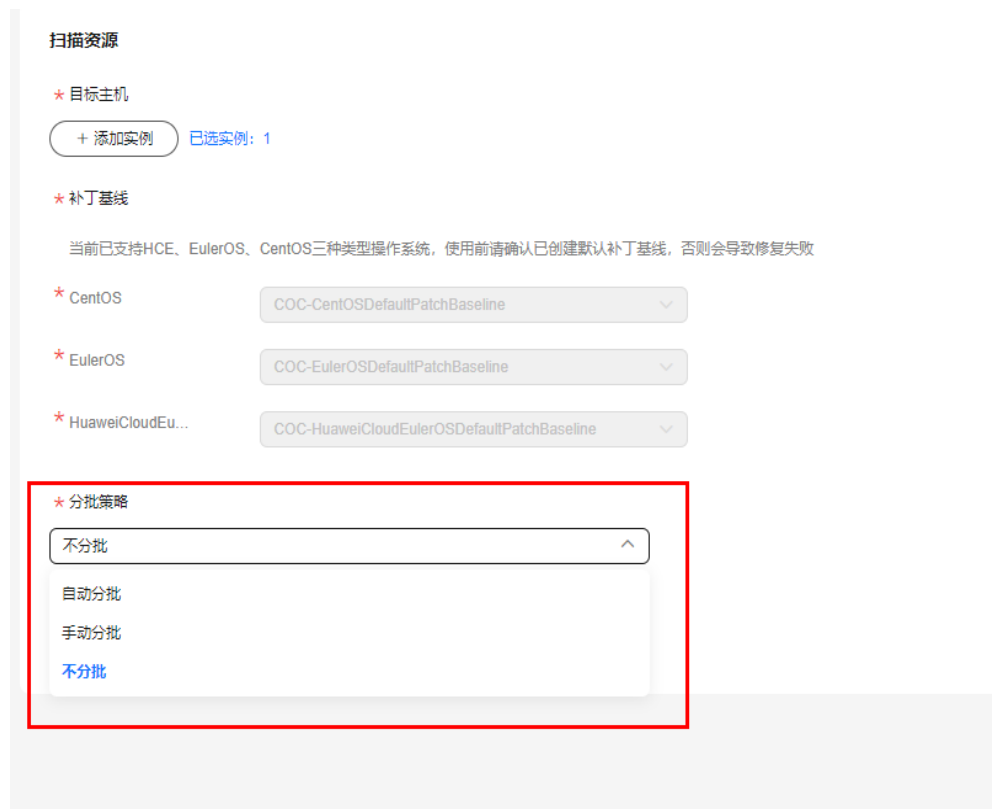 扫描资源
* 目标主机
+ 添加实例 已选实例：1
* 补丁基线
当前已支持HCE、EulerOS、CentOS三种类型操作系统，使用前请确认已创建默认补丁基线，否则会导致修复失败
* CentOS COC-CentOSDefaultPatchBaseline
* EulerOS COC-EulerOSDefaultPatchBaseline
* HuaweiCloudEu... COC-HuaweiCloudEulerOSDefaultPatchBaseline
* 分批策略
不分批
自动分批
手动分批
不分批